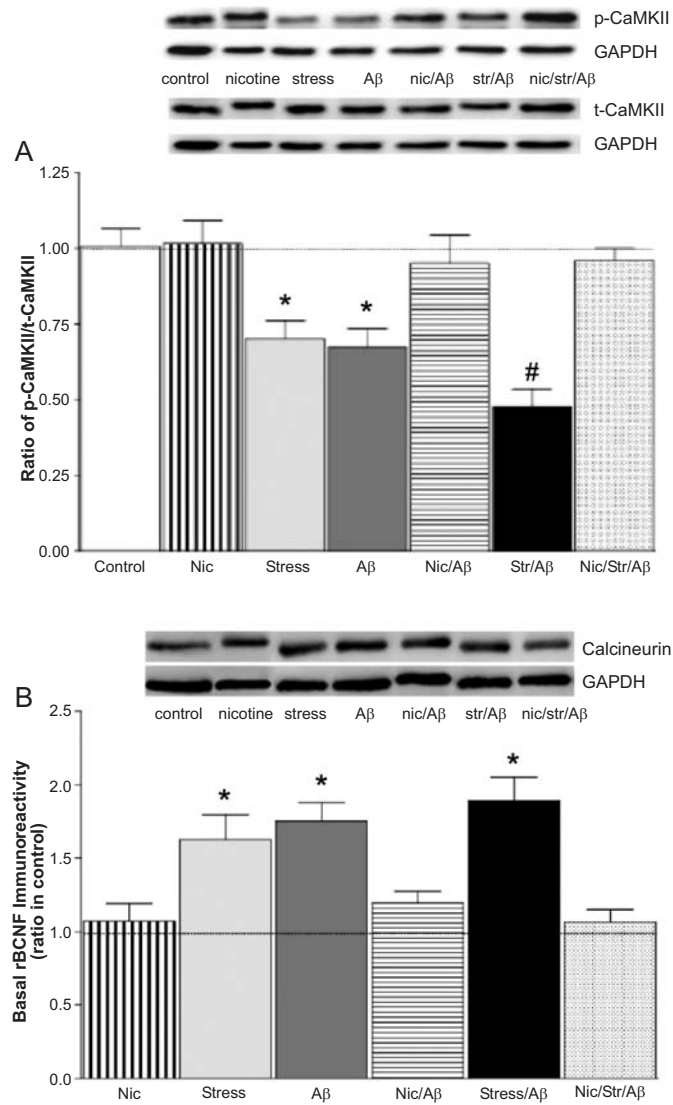 p-CaMKII
GAPDH
control nicotine stress Aβ nic/Aβ str/Aβ nic/str/Aβ
t-CaMKII
GAPDH
A
Ratio of p-CaMKII/t-CaMKII
1.25
1.00
0.75
0.50
0.25
0.00
* * #
Control Nic Stress Aβ Nic/Aβ Str/Aβ Nic/Str/Aβ
Calcineurin
GAPDH
control nicotine stress Aβ nic/Aβ str/Aβ nic/str/Aβ
B
Basal rBCNF Immunoreactivity
(ratio in control)
2.5
2.0
1.5
1.0
0.5
0.0
* * *
Nic Stress Aβ Nic/Aβ Stress/Aβ Nic/Str/Aβ